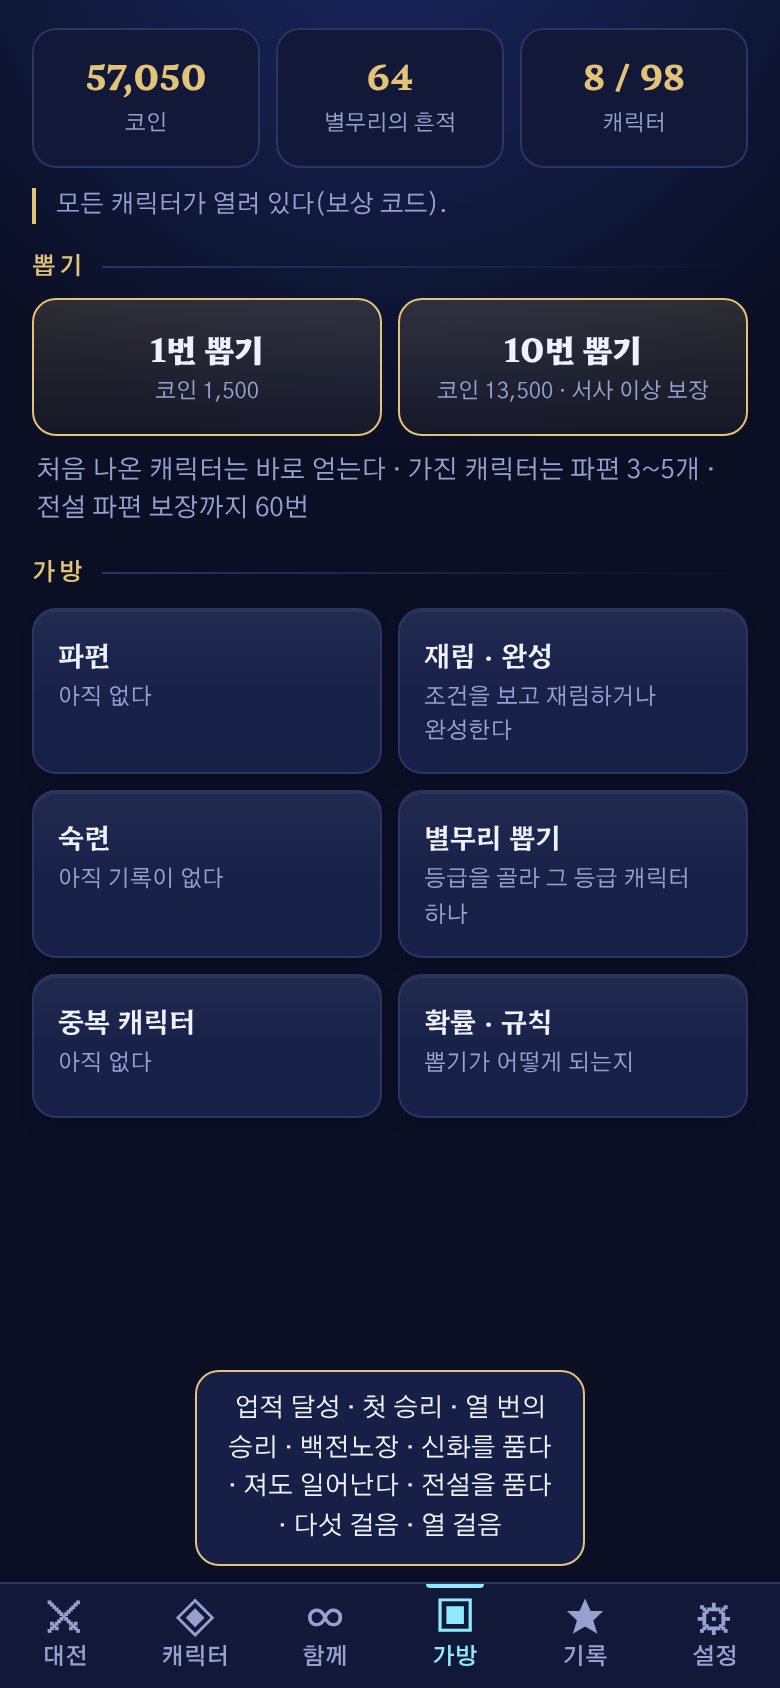 57,050
코인
64
별무리의 흔적
8 / 98
캐릭터
모든 캐릭터가 열려 있다(보상 코드).
뽑기
1번 뽑기
코인 1,500
10번 뽑기
코인 13,500 · 서사 이상 보장
처음 나온 캐릭터는 바로 얻는다 · 가진 캐릭터는 파편 3~5개 ·
전설 파편 보장까지 60번
가방
파편
아직 없다
재림 · 완성
조건을 보고 재림하거나
완성한다
숙련
아직 기록이 없다
별무리 뽑기
등급을 골라 그 등급 캐릭터
하나
중복 캐릭터
아직 없다
확률 · 규칙
뽑기가 어떻게 되는지
업적 달성 · 첫 승리 · 열 번의
승리 · 백전노장 · 신화를 품다
· 져도 일어난다 · 전설을 품다
· 다섯 걸음 · 열 걸음
대전
캐릭터
함께
가방
기록
설정